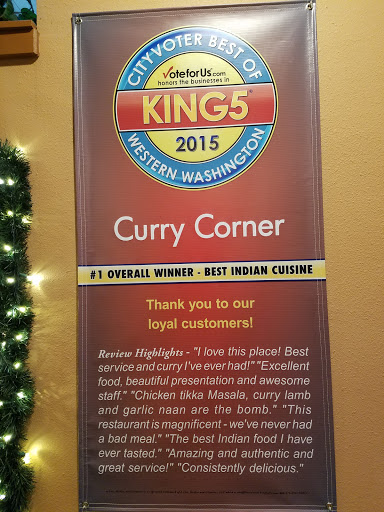 CITYVOTER BEST OF
VoteforUs.com
honors the businesses in
KING5
2015
WESTERN WASHINGTON
Curry Corner
#1 OVERALL WINNER - BEST INDIAN CUISINE
Thank you to our
loyal customers!
Review Highlights - "I love this place! Best
service and curry I've ever had!" "Excellent
food, beautiful presentation and awesome
staff." "Chicken tikka Masala, curry lamb
and garlic naan are the bomb." "This
restaurant is magnificent - we've never had
a bad meal." "The best Indian food I have
ever tasted." "Amazing and authentic and
great service!" "Consistently delicious."